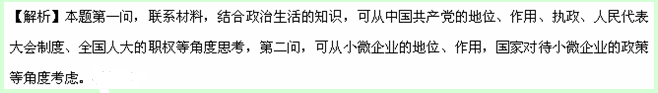 【解析】本题第一问，联系材料，结合政治生活的知识，可从中国共产党的地位、作用、执政、人民代表
大会制度、全国人大的职权等角度思考，第二问，可从小微企业的地位、作用，国家对待小微企业的政策
等角度考虑。